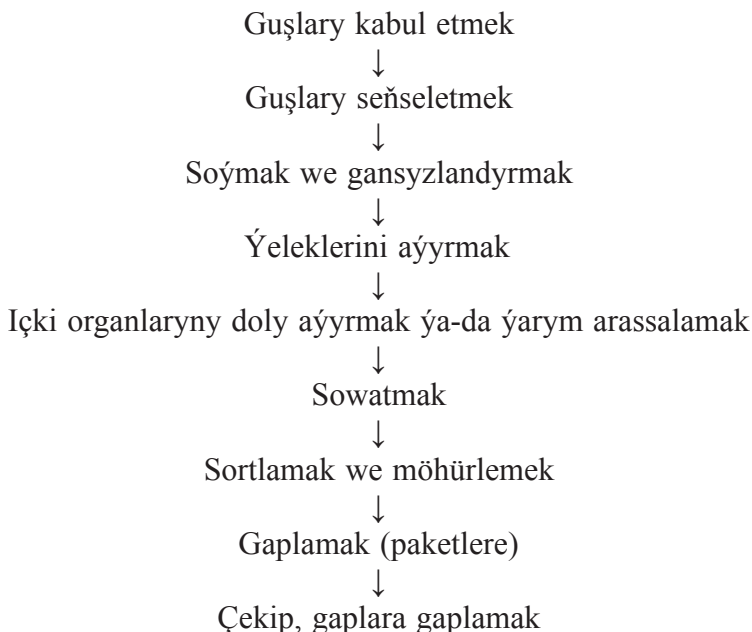 Guşlary kabul etmek
↓
Guşlary seňseletmek
↓
Soýmak we gansyzlandyrmak
↓
Ýeleklerini aýyrmak
↓
Içki organlaryny doly aýyrmak ýa-da ýarym arassalamak
↓
Sowatmak
↓
Sortlamak we möhürlemek
↓
Gaplamak (paketlere)
↓
Çekip, gaplara gaplamak